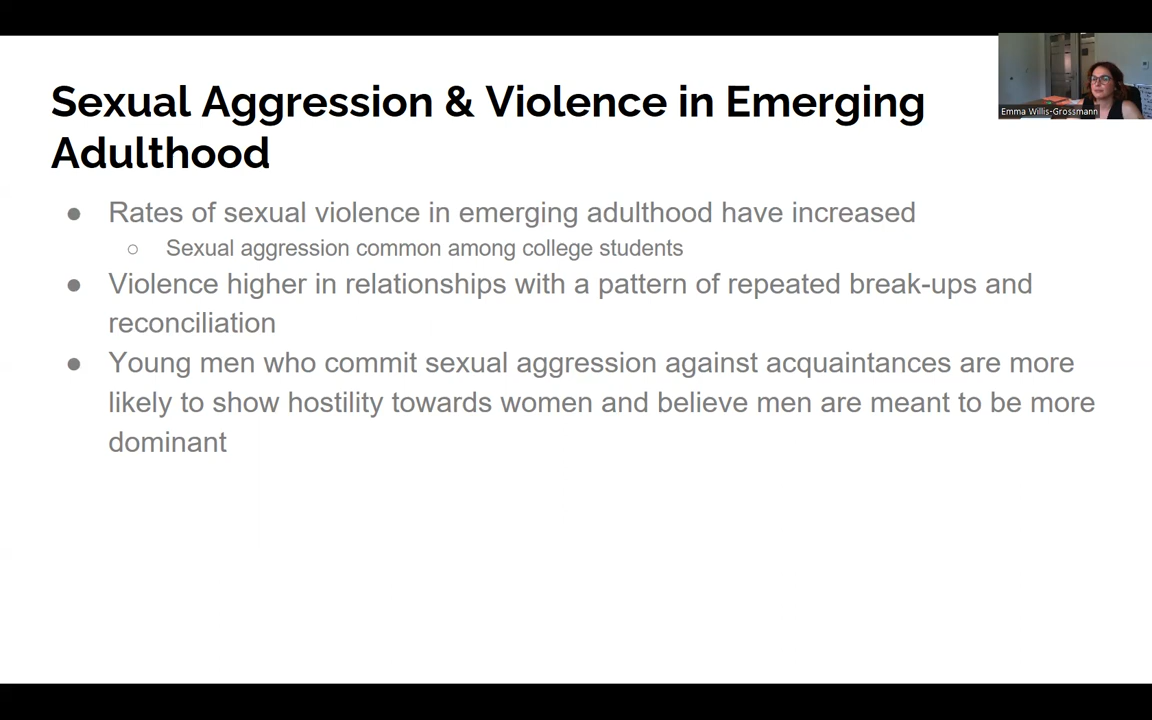 Sexual Aggression & Violence in Emerging
Adulthood
Emma Willis-Grossmann
● Rates of sexual violence in emerging adulthood have increased
○ Sexual aggression common among college students
● Violence higher in relationships with a pattern of repeated break-ups and
reconciliation
● Young men who commit sexual aggression against acquaintances are more
likely to show hostility towards women and believe men are meant to be more
dominant